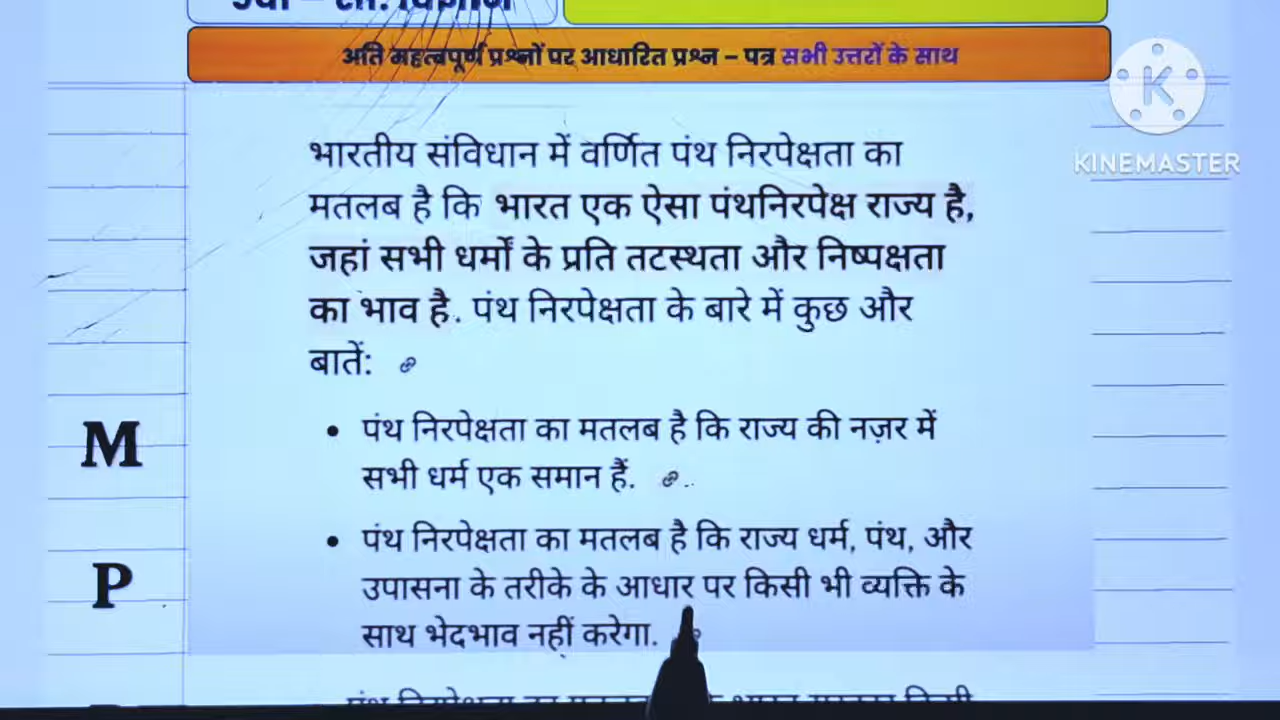 अति महत्वपूर्ण प्रश्नों पर आधारित प्रश्न – पत्र सभी उत्तरों के साथ
KINEMASTER
भारतीय संविधान में वर्णित पंथ निरपेक्षता का
मतलब है कि भारत एक ऐसा पंथनिरपेक्ष राज्य है,
जहां सभी धर्मों के प्रति तटस्थता और निष्पक्षता
का भाव है. पंथ निरपेक्षता के बारे में कुछ और
बातें:
• पंथ निरपेक्षता का मतलब है कि राज्य की नज़र में
सभी धर्म एक समान हैं.
M
• पंथ निरपेक्षता का मतलब है कि राज्य धर्म, पंथ, और
उपासना के तरीके के आधार पर किसी भी व्यक्ति के
साथ भेदभाव नहीं करेगा.
P